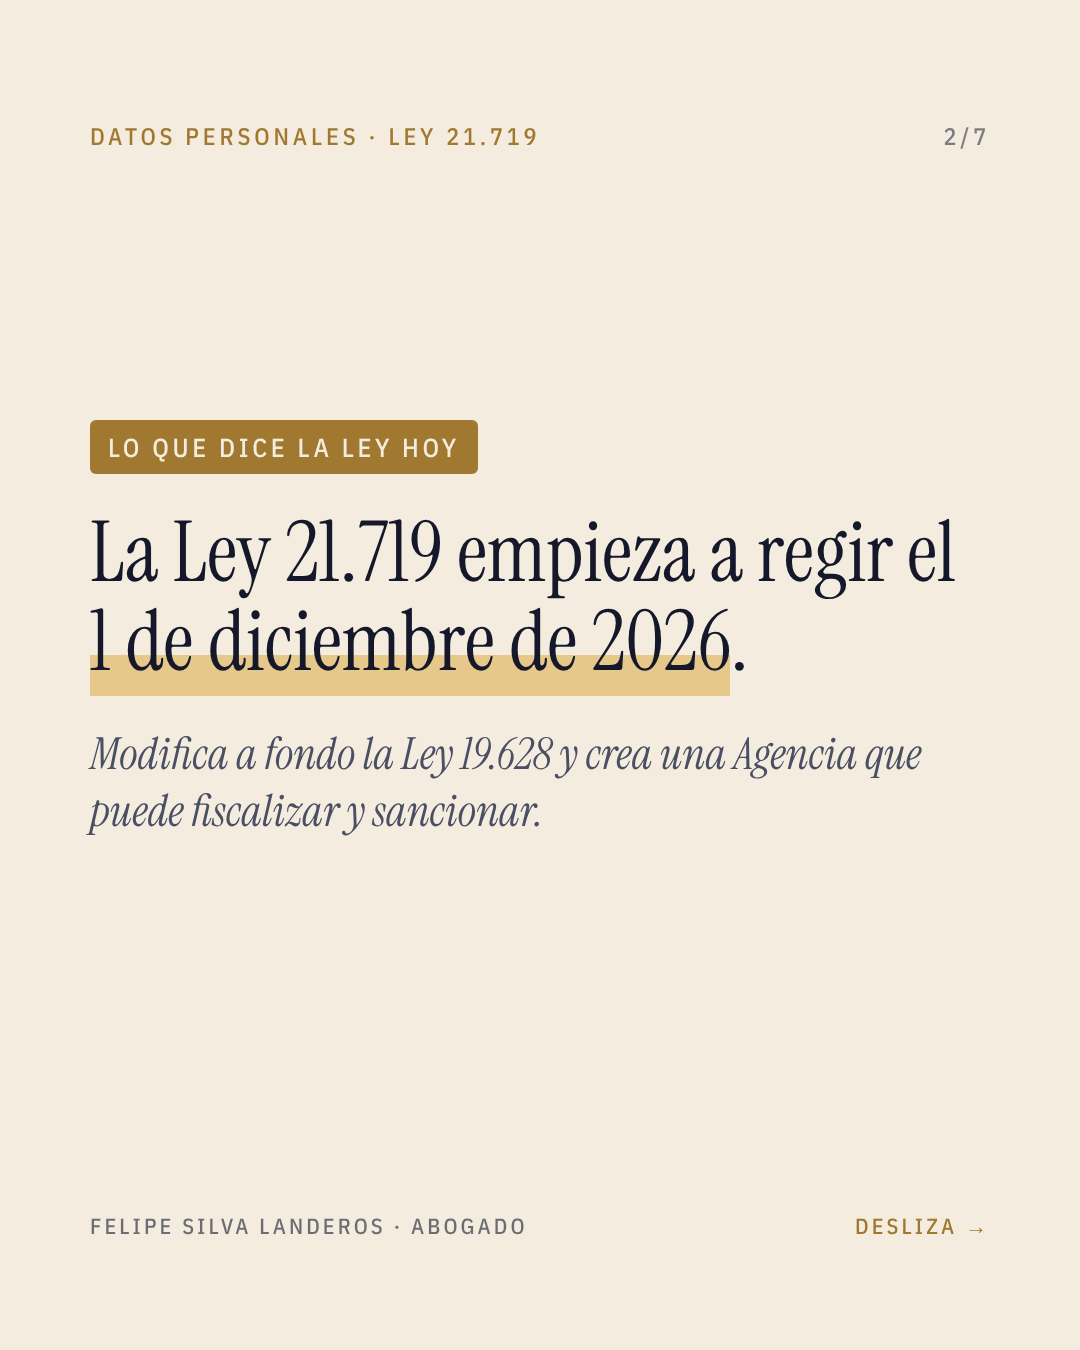 DATOS PERSONALES · LEY 21.719
2/7
LO QUE DICE LA LEY HOY
La Ley 21.719 empieza a regir el
1 de diciembre de 2026.
Modifica a fondo la Ley 19.628 y crea una Agencia que
puede fiscalizar y sancionar.
FELIPE SILVA LANDEROS · ABOGADO
DESLIZA →